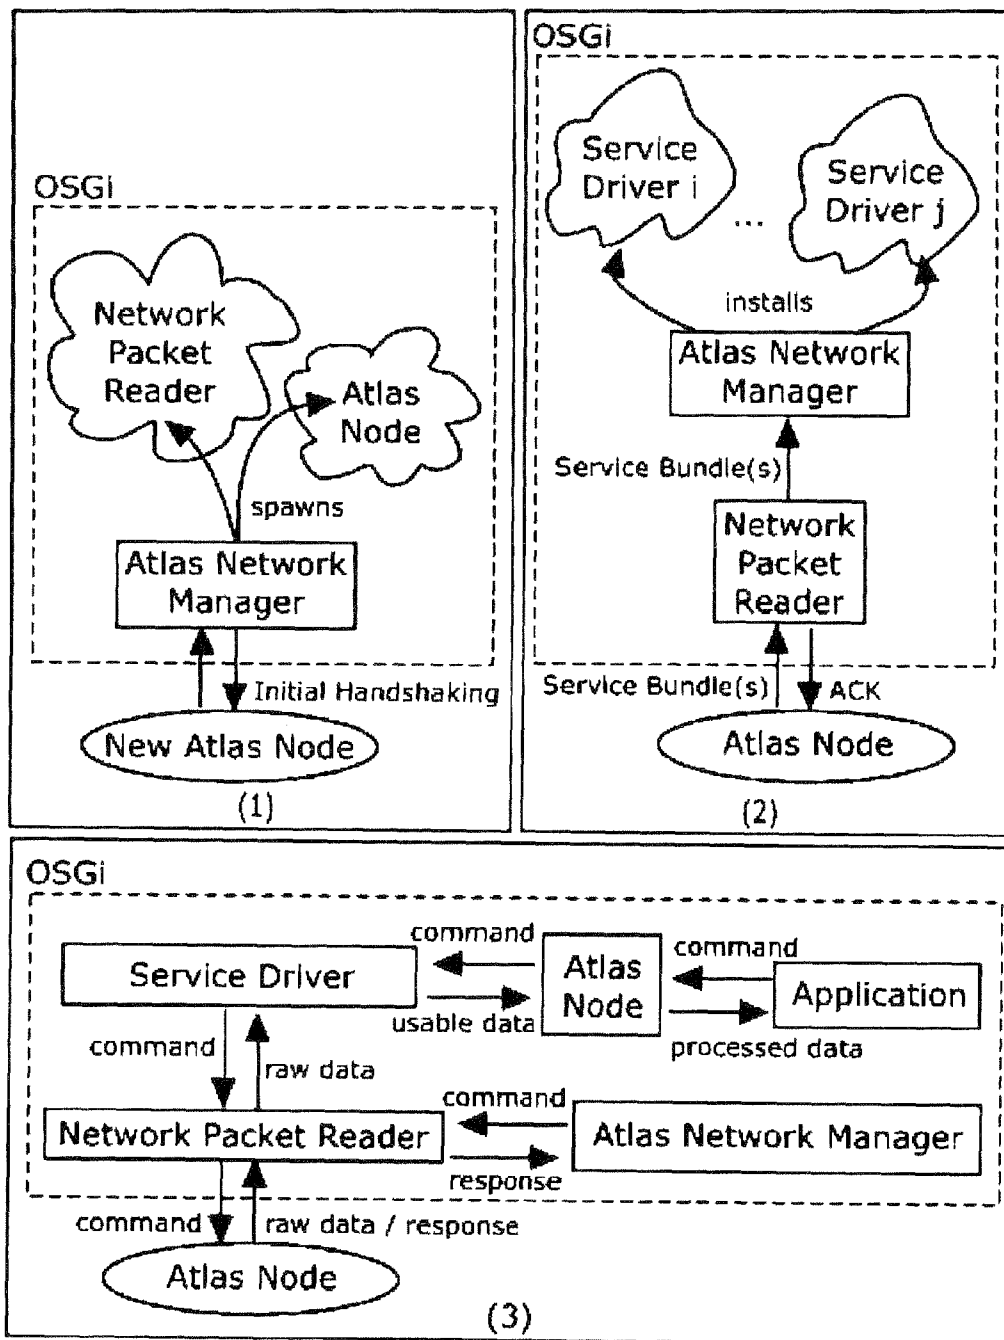 OSGi
Network
Packet
Reader
Atlas
Node
spawns
Atlas Network
Manager
Initial Handshaking
New Atlas Node
(1)
OSGi
Service
Driver i
...
Service
Driver j
installs
Atlas Network
Manager
Service Bundle(s)
Network
Packet
Reader
Service Bundle(s)
ACK
Atlas Node
(2)
OSGi
Service Driver
command
usable data
Atlas
Node
command
processed data
Application
command
raw data
Network Packet Reader
command
response
Atlas Network Manager
command
raw data / response
Atlas Node
(3)